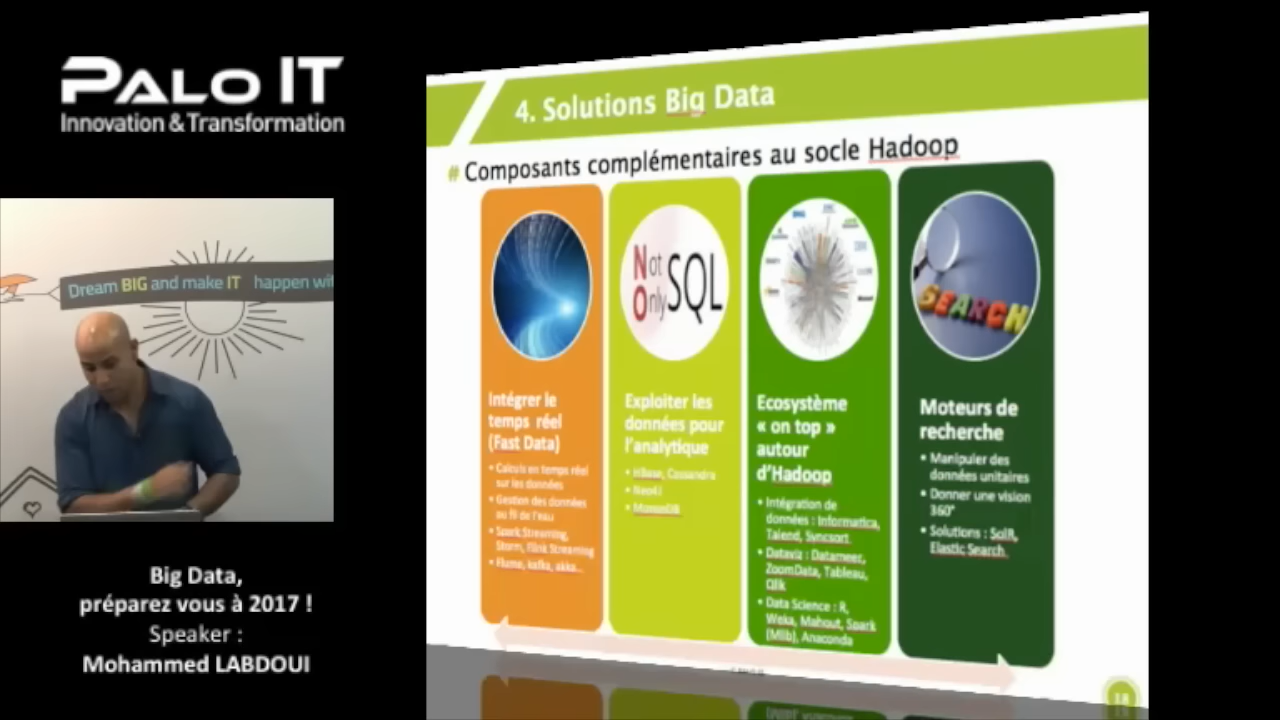 PALO IT
Innovation & Transformation
Dream BIG and make IT happen wi
Big Data,
préparez vous à 2017 !
Speaker :
Mohammed LABDOUI
4. Solutions Big Data
# Composants complémentaires au socle Hadoop
Not
Only SQL
SEARCH
Intégrer le
temps réel
(Fast Data)
• Calculs en temps réel
sur les données
• Gestion des données
au fil de l'eau
• Spark Streaming,
Storm, Flink Streaming
• Flume, kafka, akka...
Exploiter les
données pour
l'analytique
• HBase, Cassandra
• Neo4J
• MongoDB
Ecosystème
« on top »
autour
d'Hadoop
• Intégration de
données : Informatica,
Talend, Syncsort
• Dataviz : Datameer,
ZoomData, Tableau,
Qlik
• Data Science : R,
Weka, Mahout, Spark
(Mlib), Anaconda
Moteurs de
recherche
• Manipuler des
données unitaires
• Donner une vision
360°
• Solutions : SolR,
Elastic Search
18